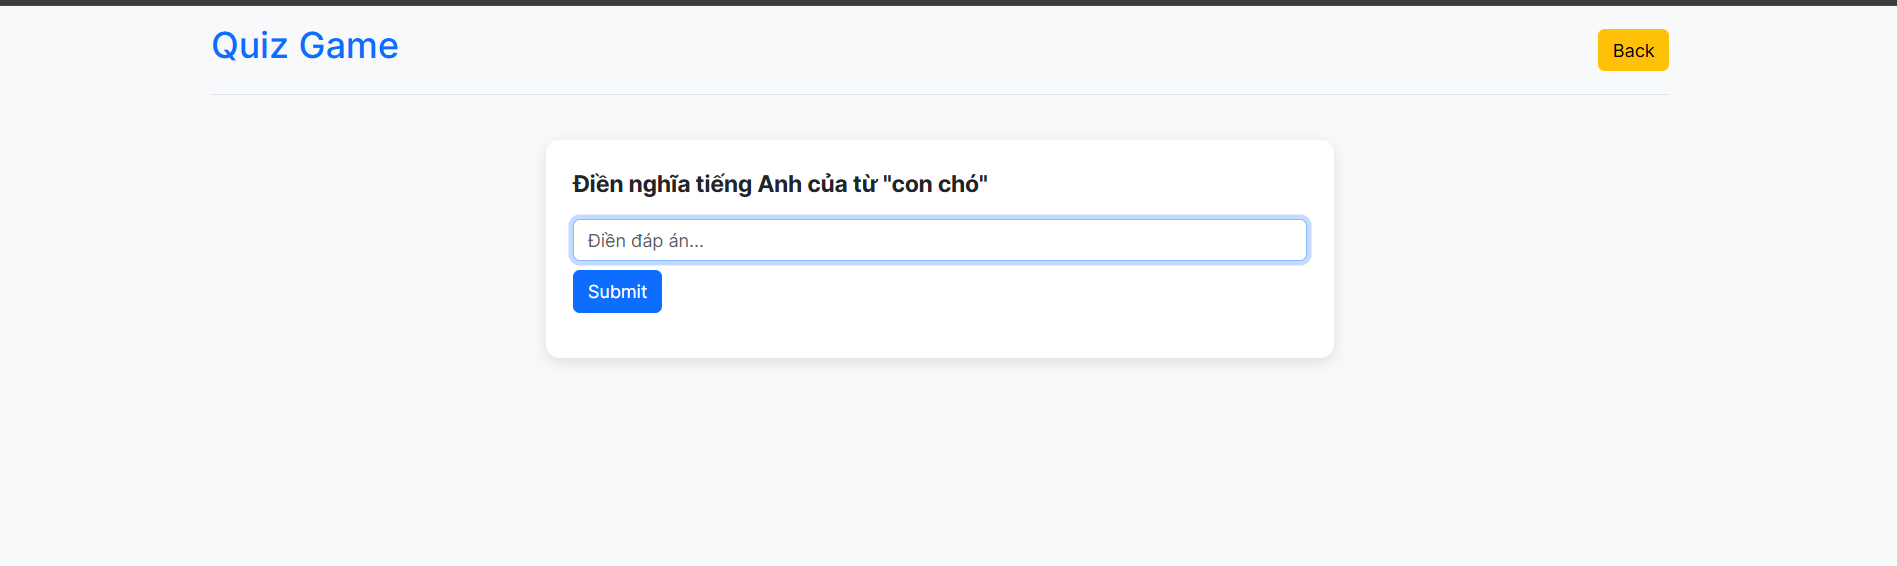 Quiz Game
Back
Điền nghĩa tiếng Anh của từ "con chó"
Điền đáp án...
Submit